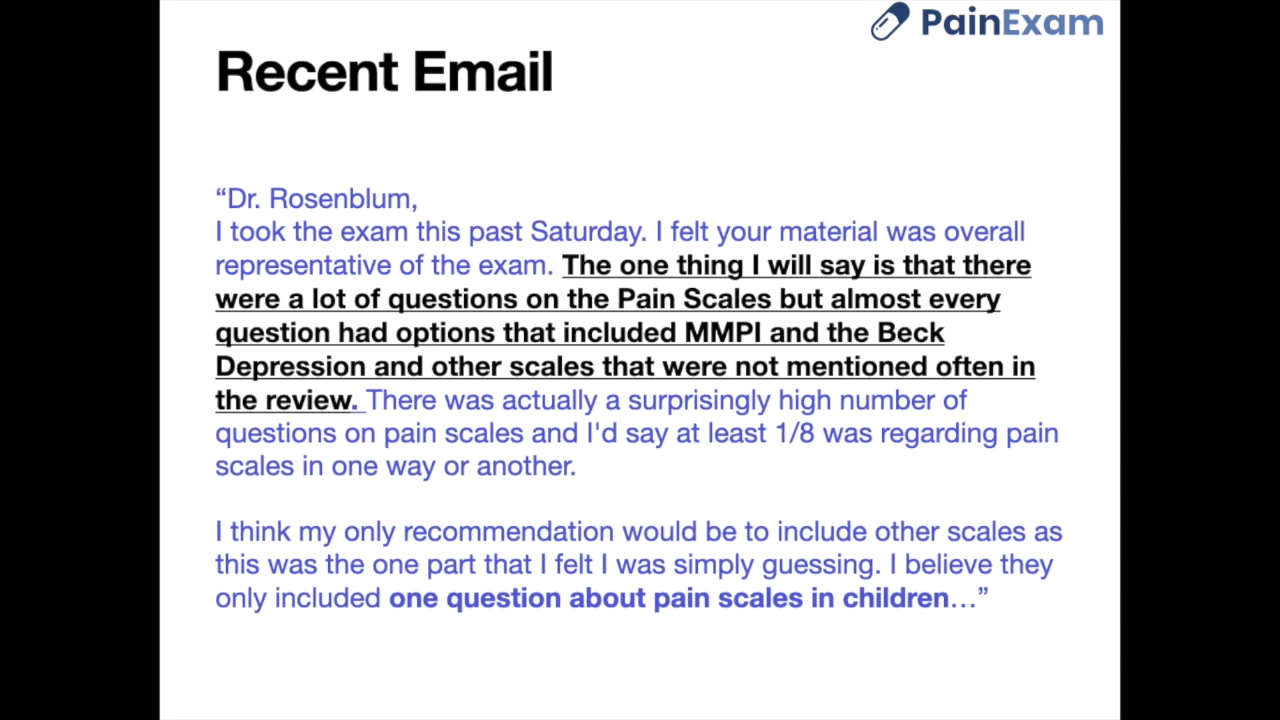 PainExam
Recent Email
“Dr. Rosenblum,
I took the exam this past Saturday. I felt your material was overall
representative of the exam. The one thing I will say is that there
were a lot of questions on the Pain Scales but almost every
question had options that included MMPI and the Beck
Depression and other scales that were not mentioned often in
the review. There was actually a surprisingly high number of
questions on pain scales and I'd say at least 1/8 was regarding pain
scales in one way or another.
I think my only recommendation would be to include other scales as
this was the one part that I felt I was simply guessing. I believe they
only included one question about pain scales in children…”